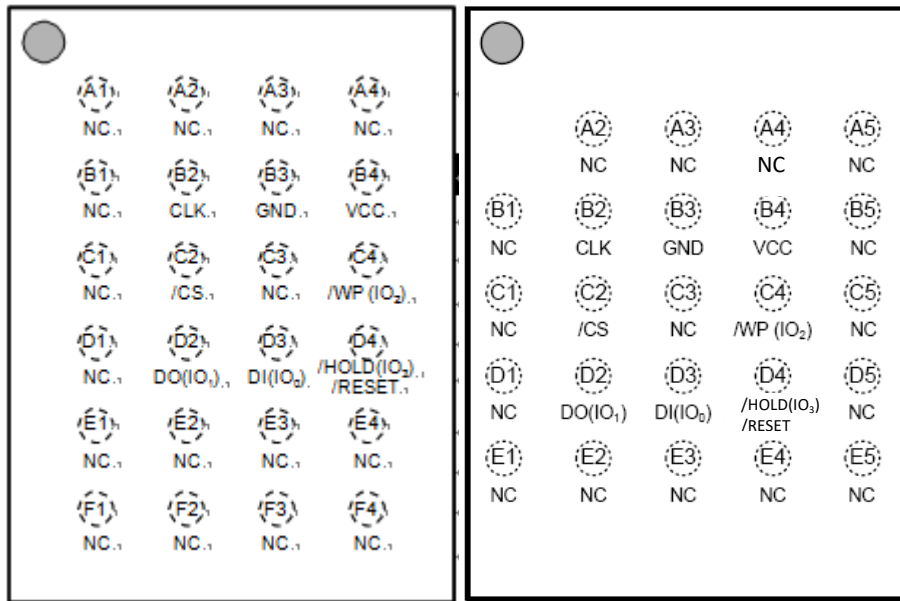 A1 A2 A3 A4
NC NC NC NC
B1 B2 B3 B4
NC CLK GND VCC
C1 C2 C3 C4
NC /CS NC /WP (IO2)
D1 D2 D3 D4
NC DO(IO1) DI(IO0) /HOLD(IO2)
/RESET
E1 E2 E3 E4
NC NC NC NC
F1 F2 F3 F4
NC NC NC NC
A2 A3 A4 A5
NC NC NC NC
B1 B2 B3 B4 B5
NC CLK GND VCC NC
C1 C2 C3 C4 C5
NC /CS NC /WP (IO2) NC
D1 D2 D3 D4 D5
NC DO(IO1) DI(IO0) /HOLD(IO3) NC
/RESET
E1 E2 E3 E4 E5
NC NC NC NC NC